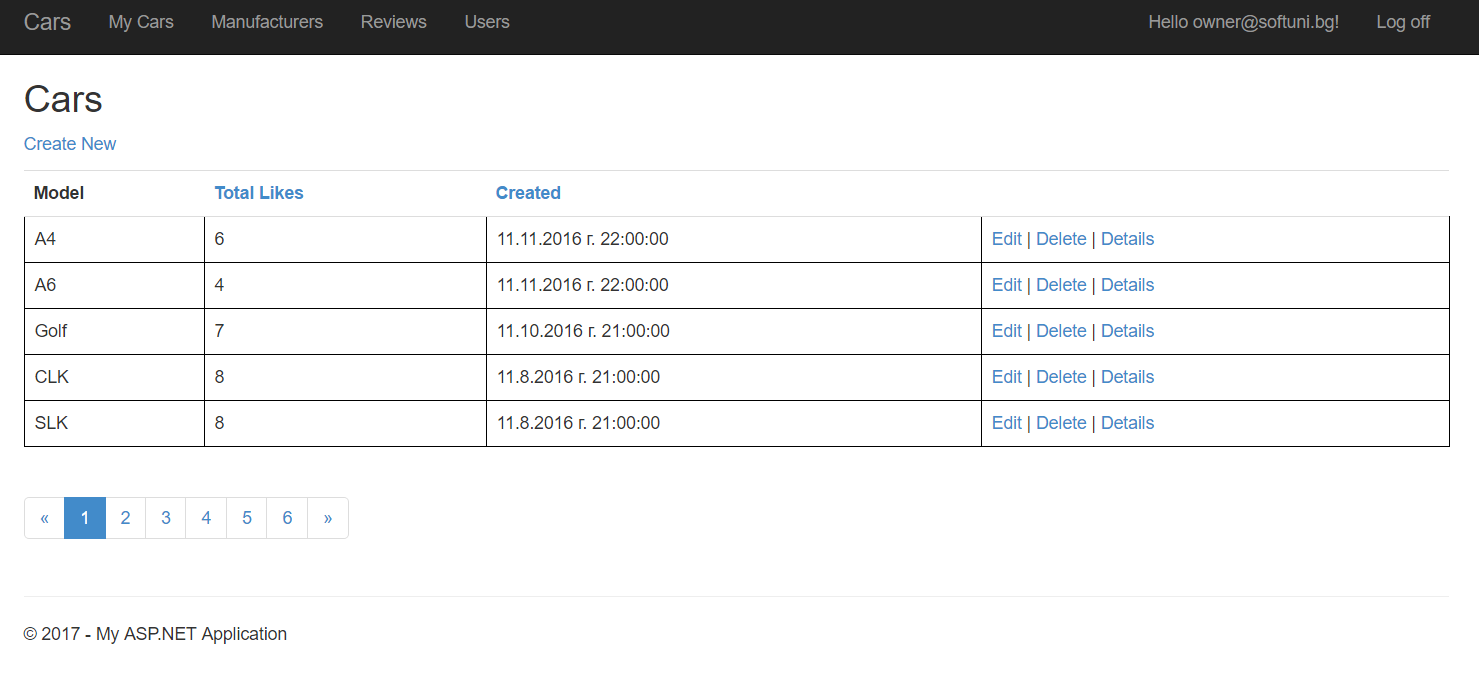 Cars My Cars Manufacturers Reviews Users Hello owner@softuni.bg! Log off
Cars
Create New
Model Total Likes Created
A4 6 11.11.2016 г. 22:00:00 Edit | Delete | Details
A6 4 11.11.2016 г. 22:00:00 Edit | Delete | Details
Golf 7 11.10.2016 г. 21:00:00 Edit | Delete | Details
CLK 8 11.8.2016 г. 21:00:00 Edit | Delete | Details
SLK 8 11.8.2016 г. 21:00:00 Edit | Delete | Details
« 1 2 3 4 5 6 »
© 2017 - My ASP.NET Application